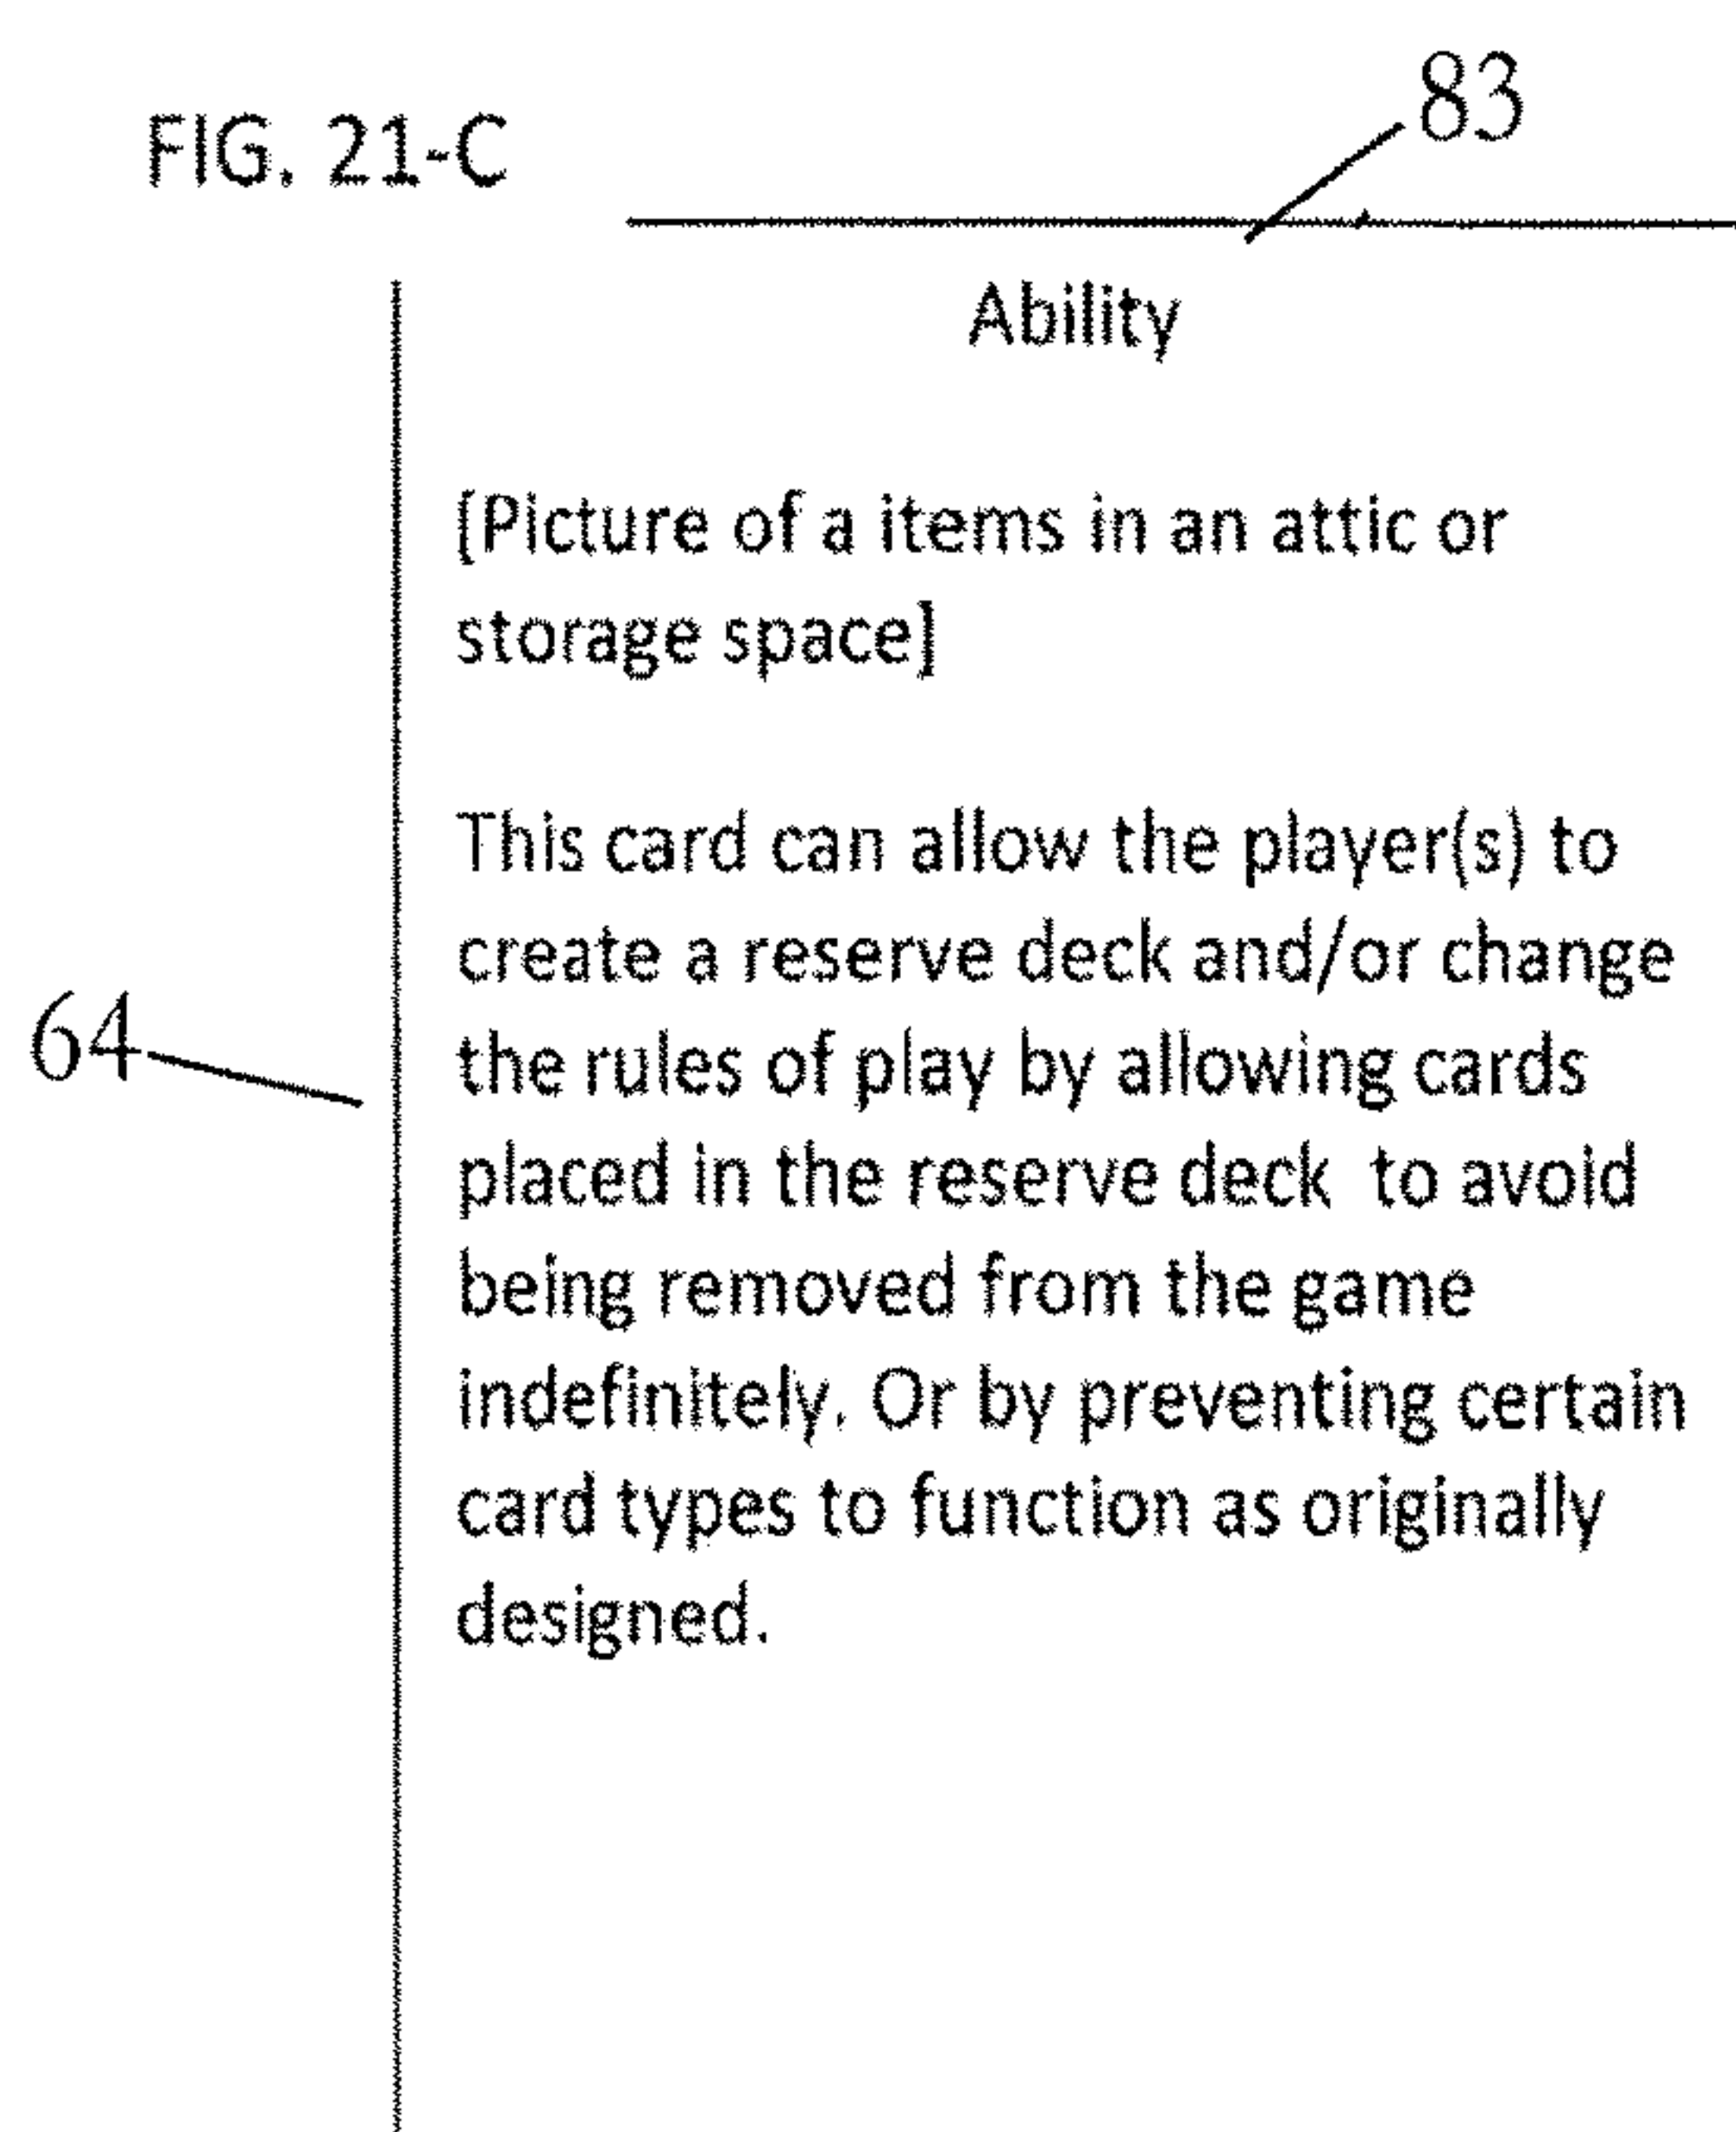 FIG. 21-C
83
Ability
[Picture of a items in an attic or
storage space]
This card can allow the player(s) to
create a reserve deck and/or change
the rules of play by allowing cards
64
placed in the reserve deck to avoid
being removed from the game
indefinitely. Or by preventing certain
card types to function as originally
designed.